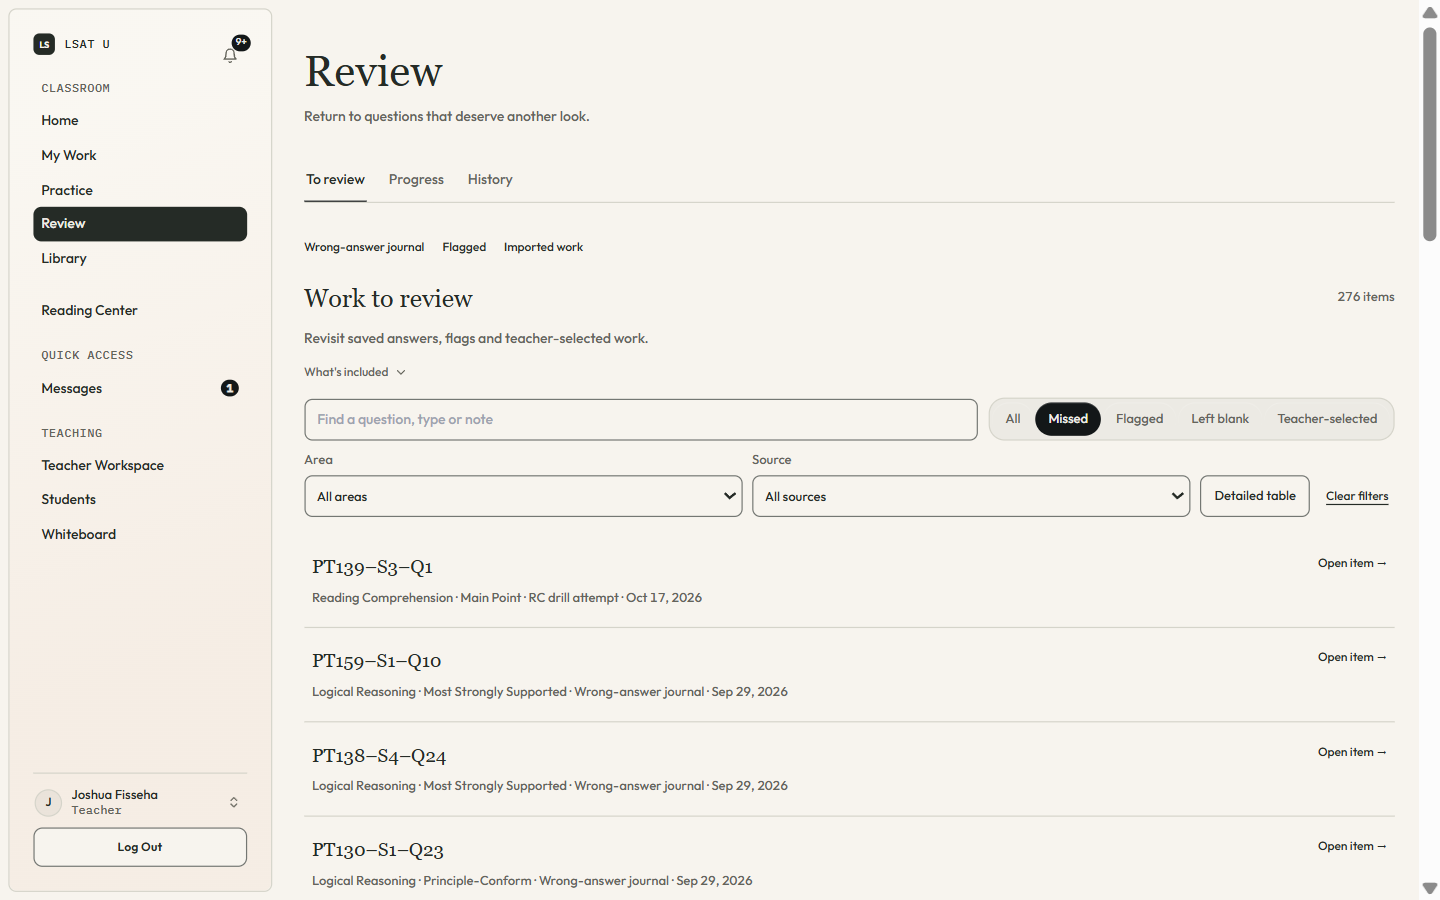 LS LSAT U 9+
CLASSROOM
Home
My Work
Practice
Review
Library
Reading Center
QUICK ACCESS
Messages 1
TEACHING
Teacher Workspace
Students
Whiteboard
J Joshua Fisseha
Teacher
Log Out
Review
Return to questions that deserve another look.
To review Progress History
Wrong-answer journal Flagged Imported work
Work to review 276 items
Revisit saved answers, flags and teacher-selected work.
What's included
Find a question, type or note All Missed Flagged Left blank Teacher-selected
Area Source
All areas All sources Detailed table Clear filters
PT139–S3–Q1 Open item →
Reading Comprehension · Main Point · RC drill attempt · Oct 17, 2026
PT159–S1–Q10 Open item →
Logical Reasoning · Most Strongly Supported · Wrong-answer journal · Sep 29, 2026
PT138–S4–Q24 Open item →
Logical Reasoning · Most Strongly Supported · Wrong-answer journal · Sep 29, 2026
PT130–S1–Q23 Open item →
Logical Reasoning · Principle-Conform · Wrong-answer journal · Sep 29, 2026